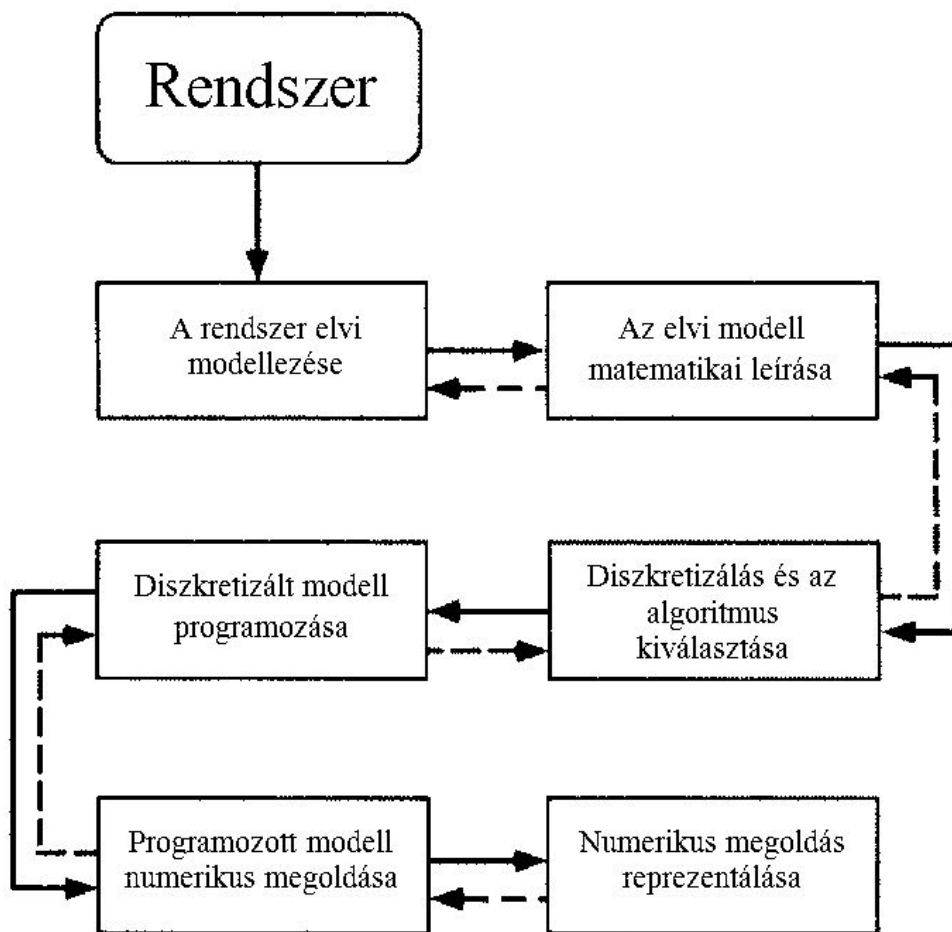 Rendszer
A rendszer elvi
modellezése
Az elvi modell
matematikai leírása
Diszkretizált modell
programozása
Diszkretizálás és az
algoritmus
kiválasztása
Programozott modell
numerikus megoldása
Numerikus megoldás
reprezentálása